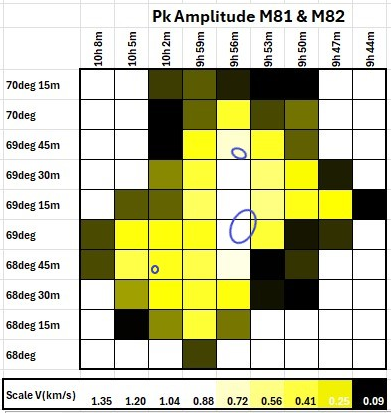 Pk Amplitude M81 & M82
10h 8m 10h 5m 10h 2m 9h 59m 9h 56m 9h 53m 9h 50m 9h 47m 9h 44m
70deg 15m
70deg
69deg 45m
69deg 30m
69deg 15m
69deg
68deg 45m
68deg 30m
68deg 15m
68deg
Scale V(km/s) 1.35 1.20 1.04 0.88 0.72 0.56 0.41 0.25 0.09